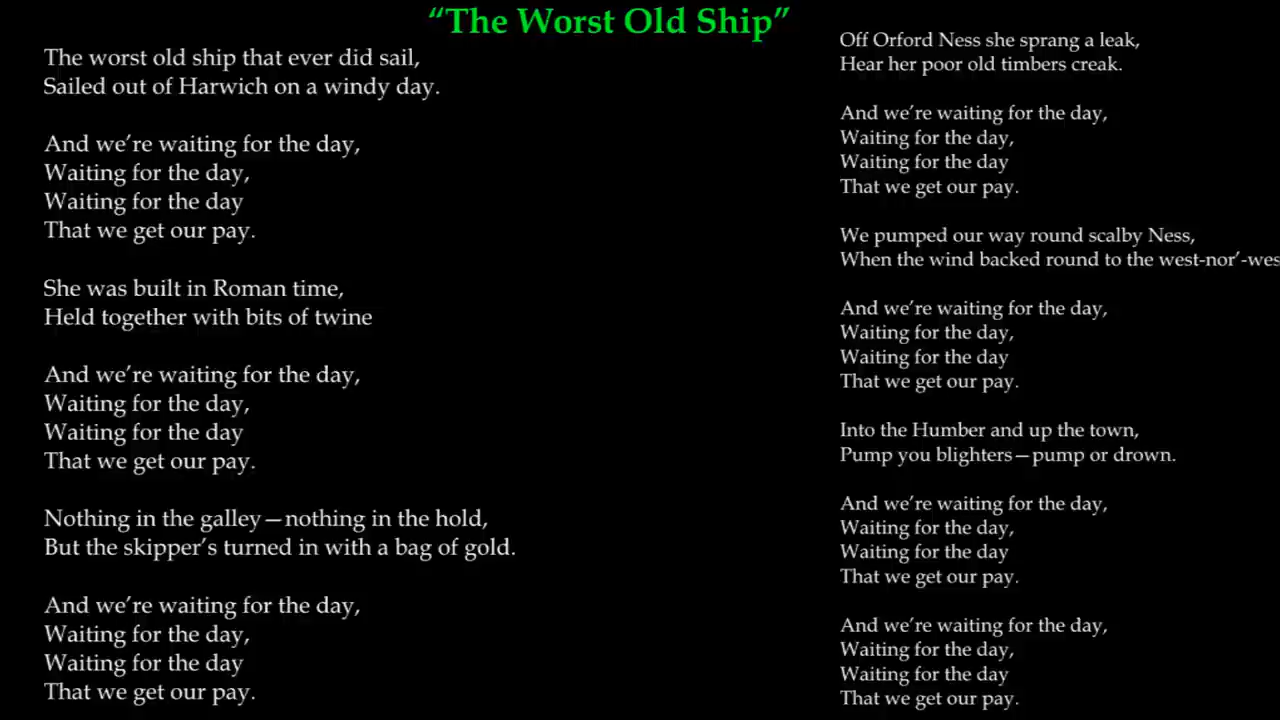 “The Worst Old Ship”
The worst old ship that ever did sail,
Sailed out of Harwich on a windy day.
And we’re waiting for the day,
Waiting for the day,
Waiting for the day
That we get our pay.
She was built in Roman time,
Held together with bits of twine
And we’re waiting for the day,
Waiting for the day,
Waiting for the day
That we get our pay.
Nothing in the galley—nothing in the hold,
But the skipper’s turned in with a bag of gold.
And we’re waiting for the day,
Waiting for the day,
Waiting for the day
That we get our pay.
Off Orford Ness she sprang a leak,
Hear her poor old timbers creak.
And we’re waiting for the day,
Waiting for the day,
Waiting for the day
That we get our pay.
We pumped our way round scalby Ness,
When the wind backed round to the west-nor’-wes
And we’re waiting for the day,
Waiting for the day,
Waiting for the day
That we get our pay.
Into the Humber and up the town,
Pump you blighters—pump or drown.
And we’re waiting for the day,
Waiting for the day,
Waiting for the day
That we get our pay.
And we’re waiting for the day,
Waiting for the day,
Waiting for the day
That we get our pay.